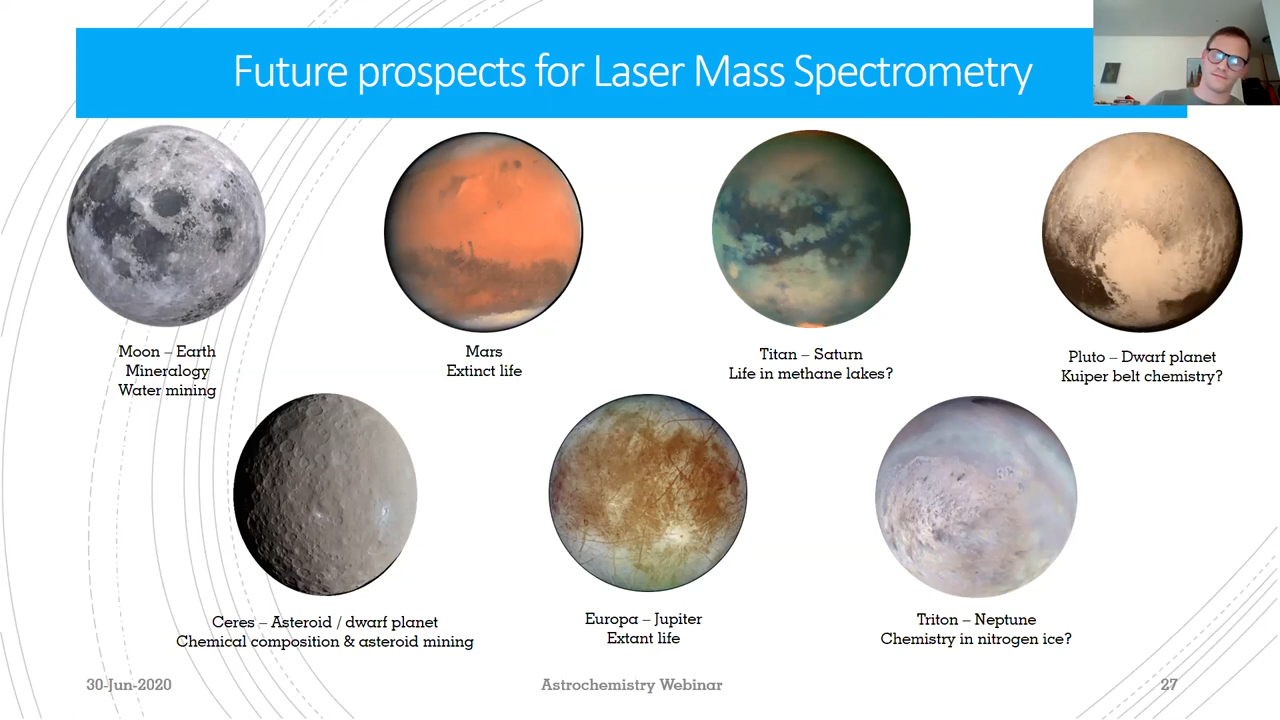 Future prospects for Laser Mass Spectrometry
Moon – Earth
Mineralogy
Water mining
Mars
Extinct life
Titan – Saturn
Life in methane lakes?
Pluto – Dwarf planet
Kuiper belt chemistry?
Ceres – Asteroid / dwarf planet
Chemical composition & asteroid mining
Europa – Jupiter
Extant life
Triton – Neptune
Chemistry in nitrogen ice?
30-Jun-2020
Astrochemistry Webinar
27